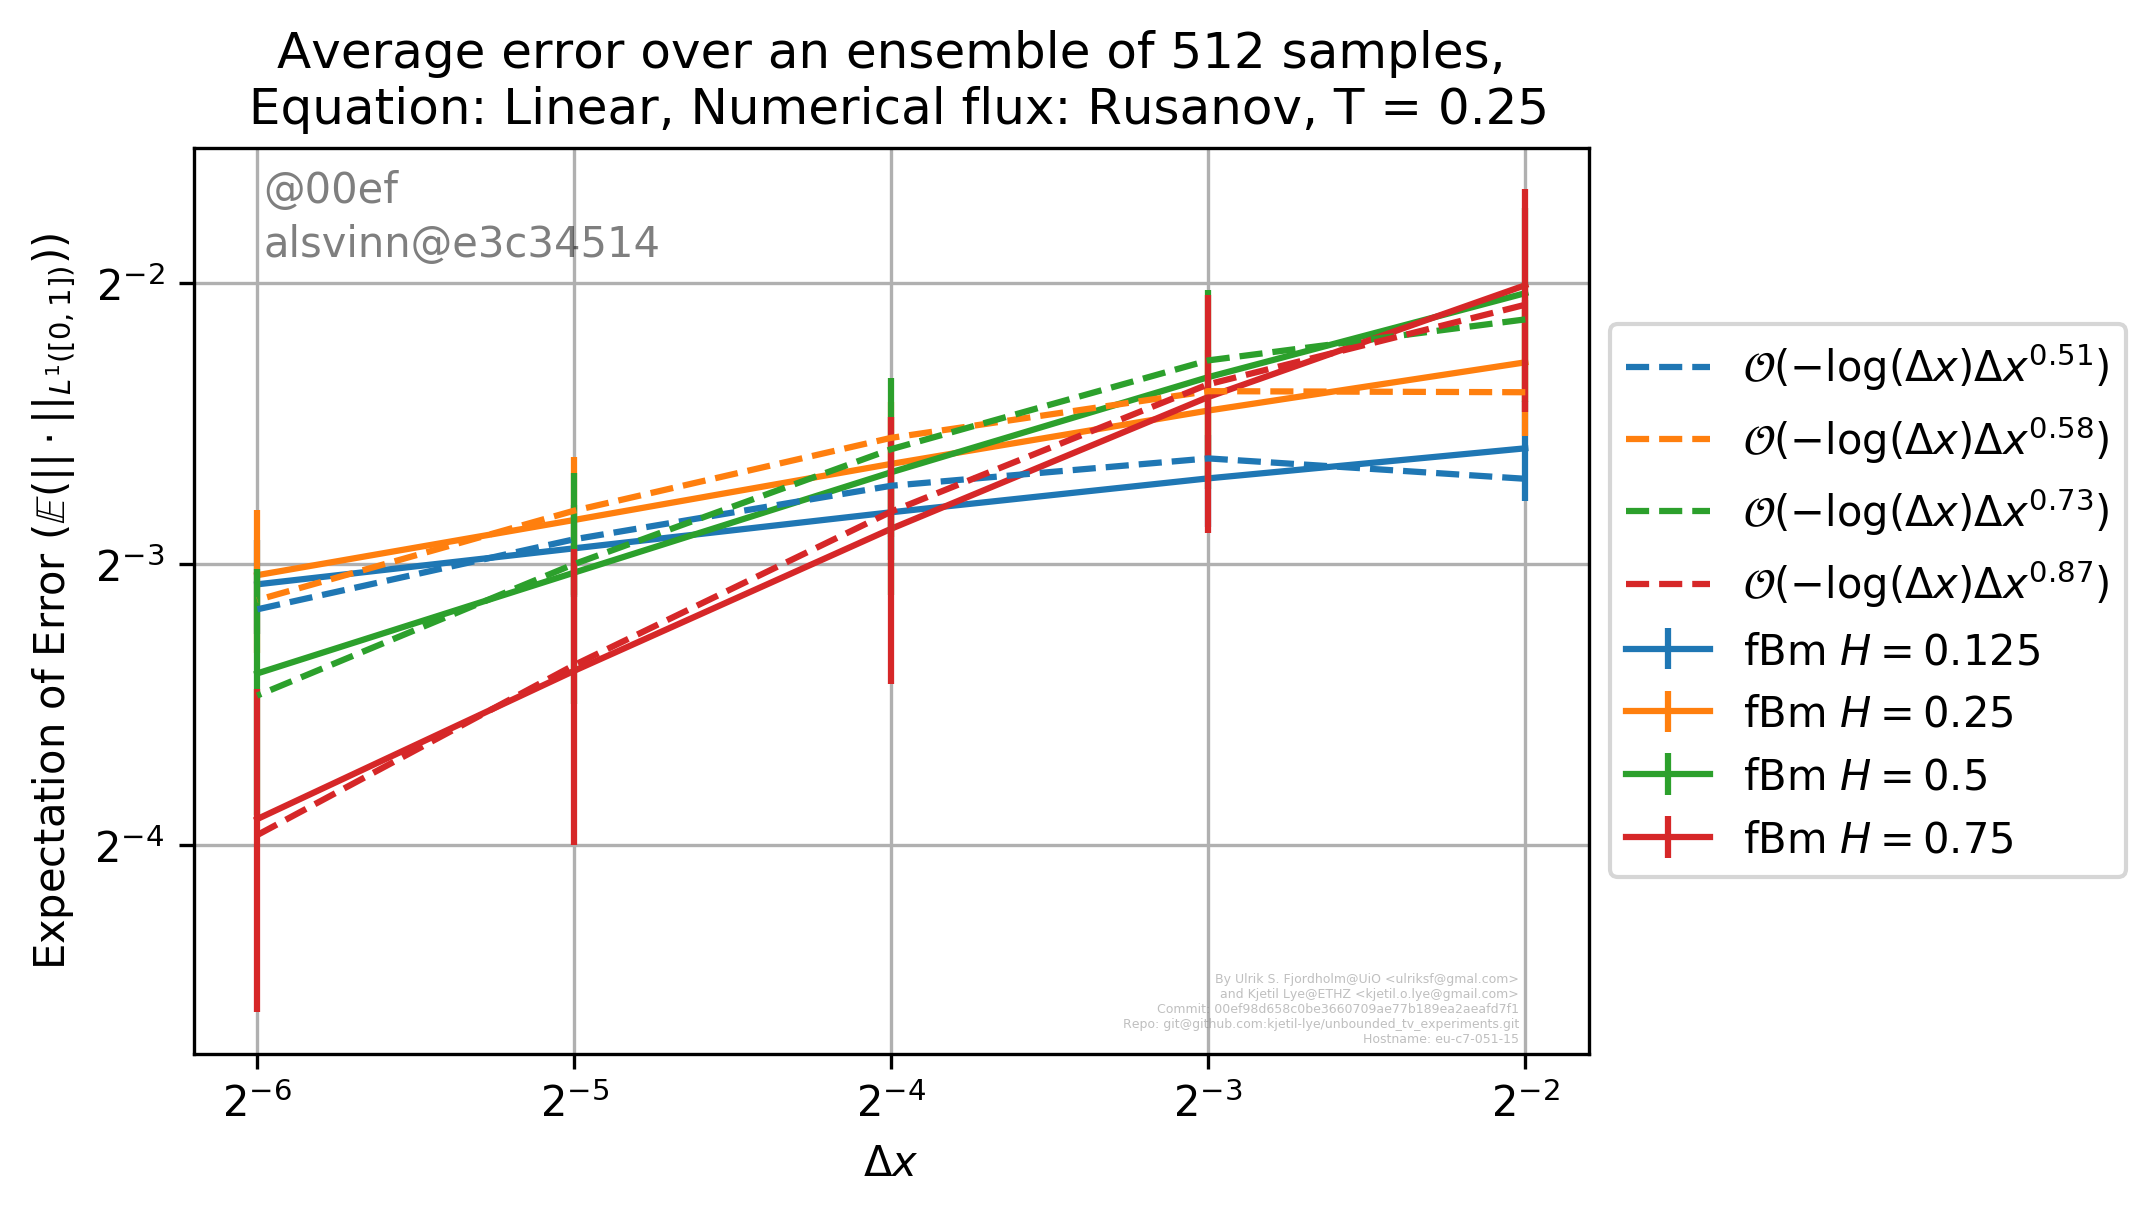 Average error over an ensemble of 512 samples,
Equation: Linear, Numerical flux: Rusanov, T = 0.25
@00ef
alsvinn@e3c34514
Expectation of Error (𝔼(||·||_{L^1([0,1])}))
2^{-2}
2^{-3}
2^{-4}
2^{-6}
2^{-5}
2^{-4}
2^{-3}
2^{-2}
Δx
By Ulrik S. Fjordholm@UiO <ulriksf@gmal.com>
and Kjetil Lye@ETHZ <kjetil.o.lye@gmail.com>
Commit: 00ef98d658c0be3660709ae77b189ea2aeafd7f1
Repo: git@github.com:kjetil-lye/unbounded_tv_experiments.git
Hostname: eu-c7-051-15
𝒪(−log(Δx)Δx^{0.51})
𝒪(−log(Δx)Δx^{0.58})
𝒪(−log(Δx)Δx^{0.73})
𝒪(−log(Δx)Δx^{0.87})
fBm H = 0.125
fBm H = 0.25
fBm H = 0.5
fBm H = 0.75